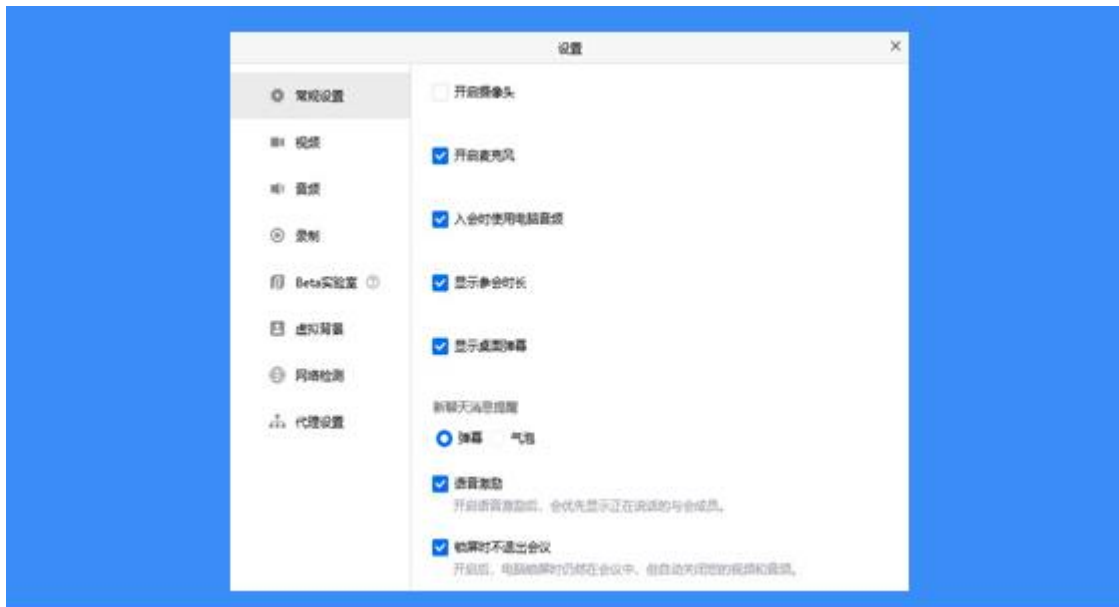 设置
常规设置
视频
音频
录制
Beta实验室
虚拟背景
网络检测
代理设置
开启摄像头
开启麦克风
入会时使用电脑音频
显示参会时长
显示桌面弹幕
新聊天消息提醒
弹幕 气泡
语音激励
开启语音激励后，会优先显示正在说话的与会成员。
锁屏时不退出会议
开启后，电脑锁屏时仍然在会议中，但自动关闭您的视频和音频。